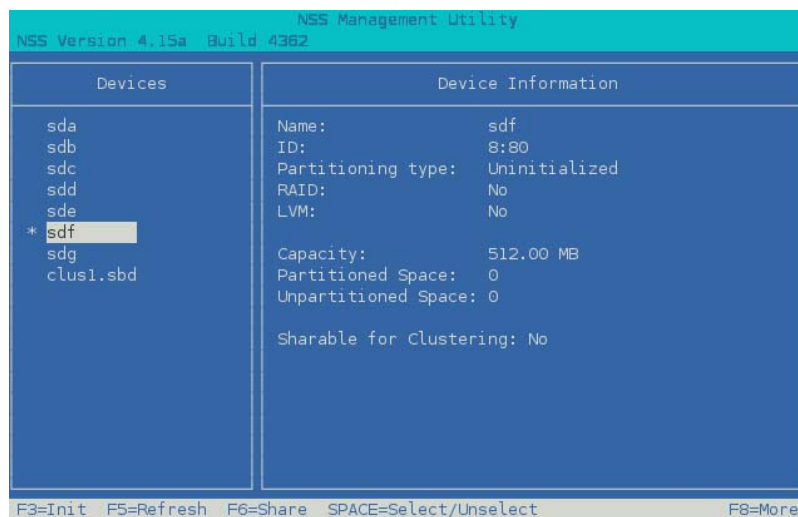 NSS Management Utility
NSS Version 4.15a Build 4362
Devices
sda
sdb
sdc
sdd
sde
* sdf
sdg
clus1.sbd
Device Information
Name: sdf
ID: 8:80
Partitioning type: Uninitialized
RAID: No
LVM: No
Capacity: 512.00 MB
Partitioned Space: 0
Unpartitioned Space: 0
Sharable for Clustering: No
F3=Init F5=Refresh F6=Share SPACE=Select/Unselect F8=More